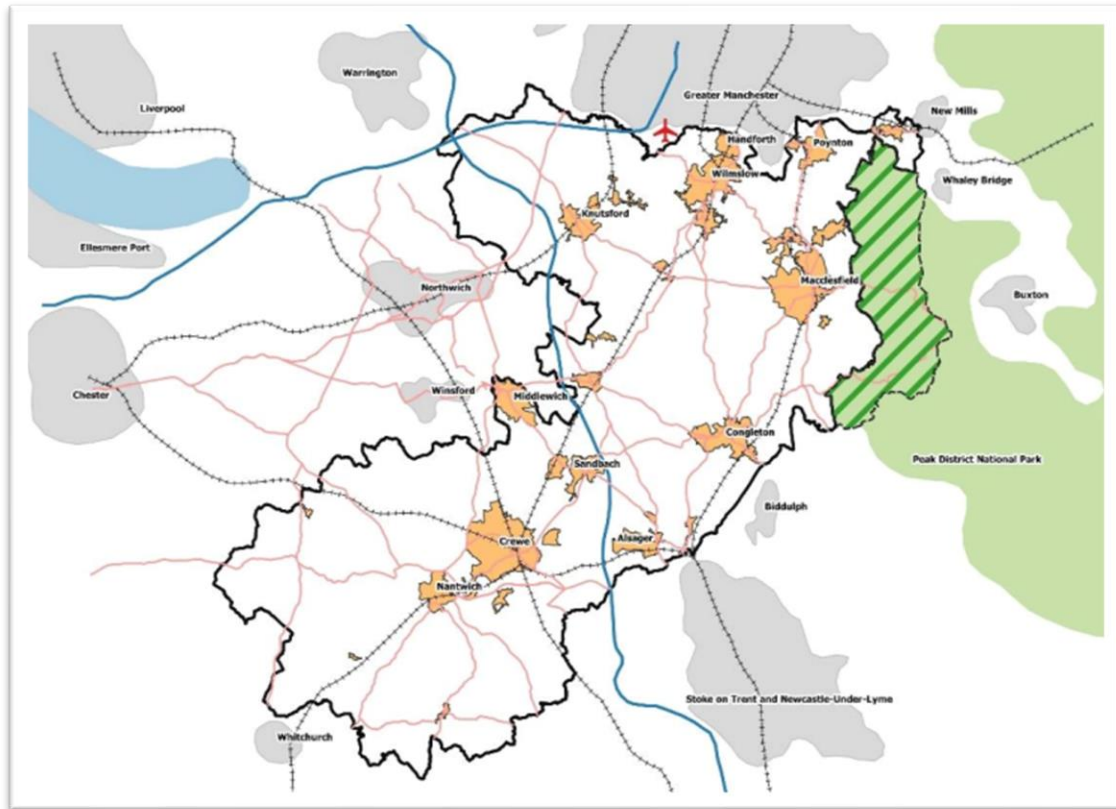 Warrington
Liverpool
Greater Manchester
New Mills
Handforth
Poynton
Wilmslow
Whaley Bridge
Knutsford
Ellesmere Port
Macclesfield
Northwich
Buxton
Chester
Winsford
Middlewich
Congleton
Peak District National Park
Sandbach
Biddulph
Crewe
Alsager
Nantwich
Stoke on Trent and Newcastle-Under-Lyme
Whitchurch